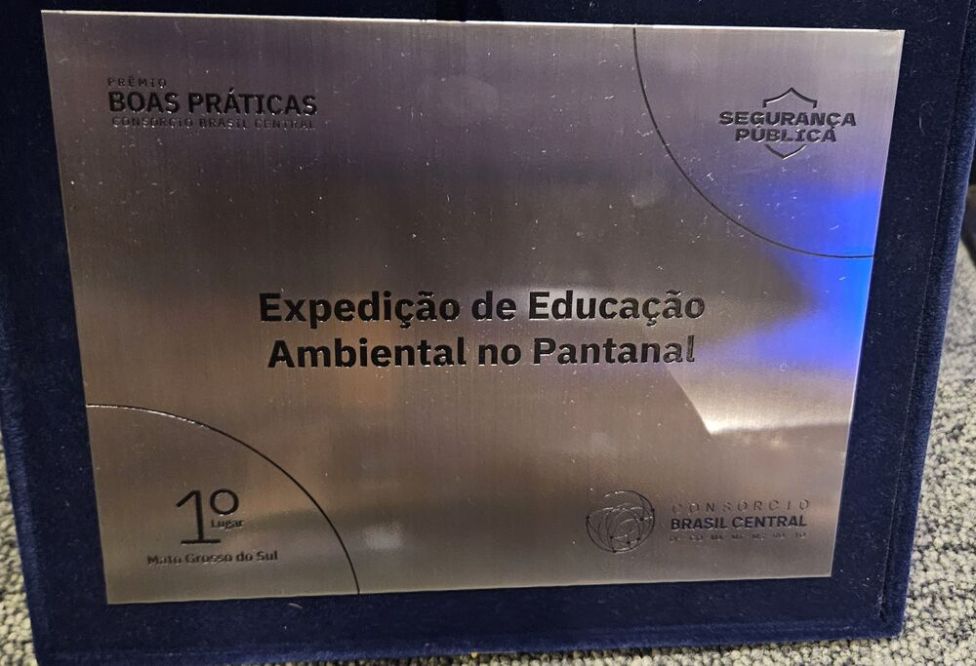 PRÊMIO
BOAS PRÁTICAS
CONSÓRCIO BRASIL CENTRAL
SEGURANÇA
PÚBLICA
Expedição de Educação
Ambiental no Pantanal
1º
Lugar
Mato Grosso do Sul
CONSÓRCIO
BRASIL CENTRAL